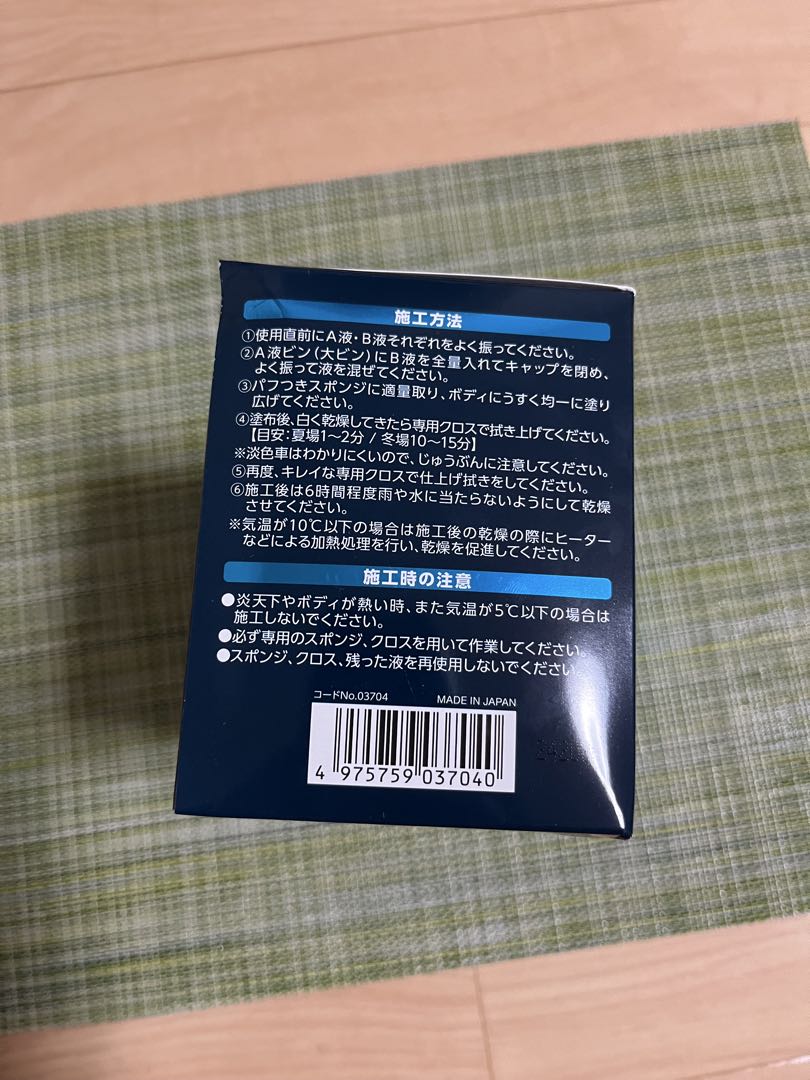 施工方法
①使用直前にA液・B液それぞれをよく振ってください。
②A液ビン(大ビン)にB液を全量入れてキャップを閉め、
よく振って液を混ぜてください。
③パフつきスポンジに適量取り、ボディにうすく均一に塗り
広げてください。
④塗布後、白く乾燥してきたら専用クロスで拭き上げてください。
【目安:夏場1〜2分 / 冬場10〜15分】
※淡色車はわかりにくいので、じゅうぶんに注意してください。
⑤再度、キレイな専用クロスで仕上げ拭きをしてください。
⑥施工後は6時間程度雨や水に当たらないようにして乾燥
させてください。
※気温が10℃以下の場合は施工後の乾燥の際にヒーター
などによる加熱処理を行い、乾燥を促進してください。
施工時の注意
●炎天下やボディが熱い時、また気温が5℃以下の場合は
施工しないでください。
●必ず専用のスポンジ、クロスを用いて作業してください。
●スポンジ、クロス、残った液を再使用しないでください。
コードNo.03704 MADE IN JAPAN
4 975759 037040